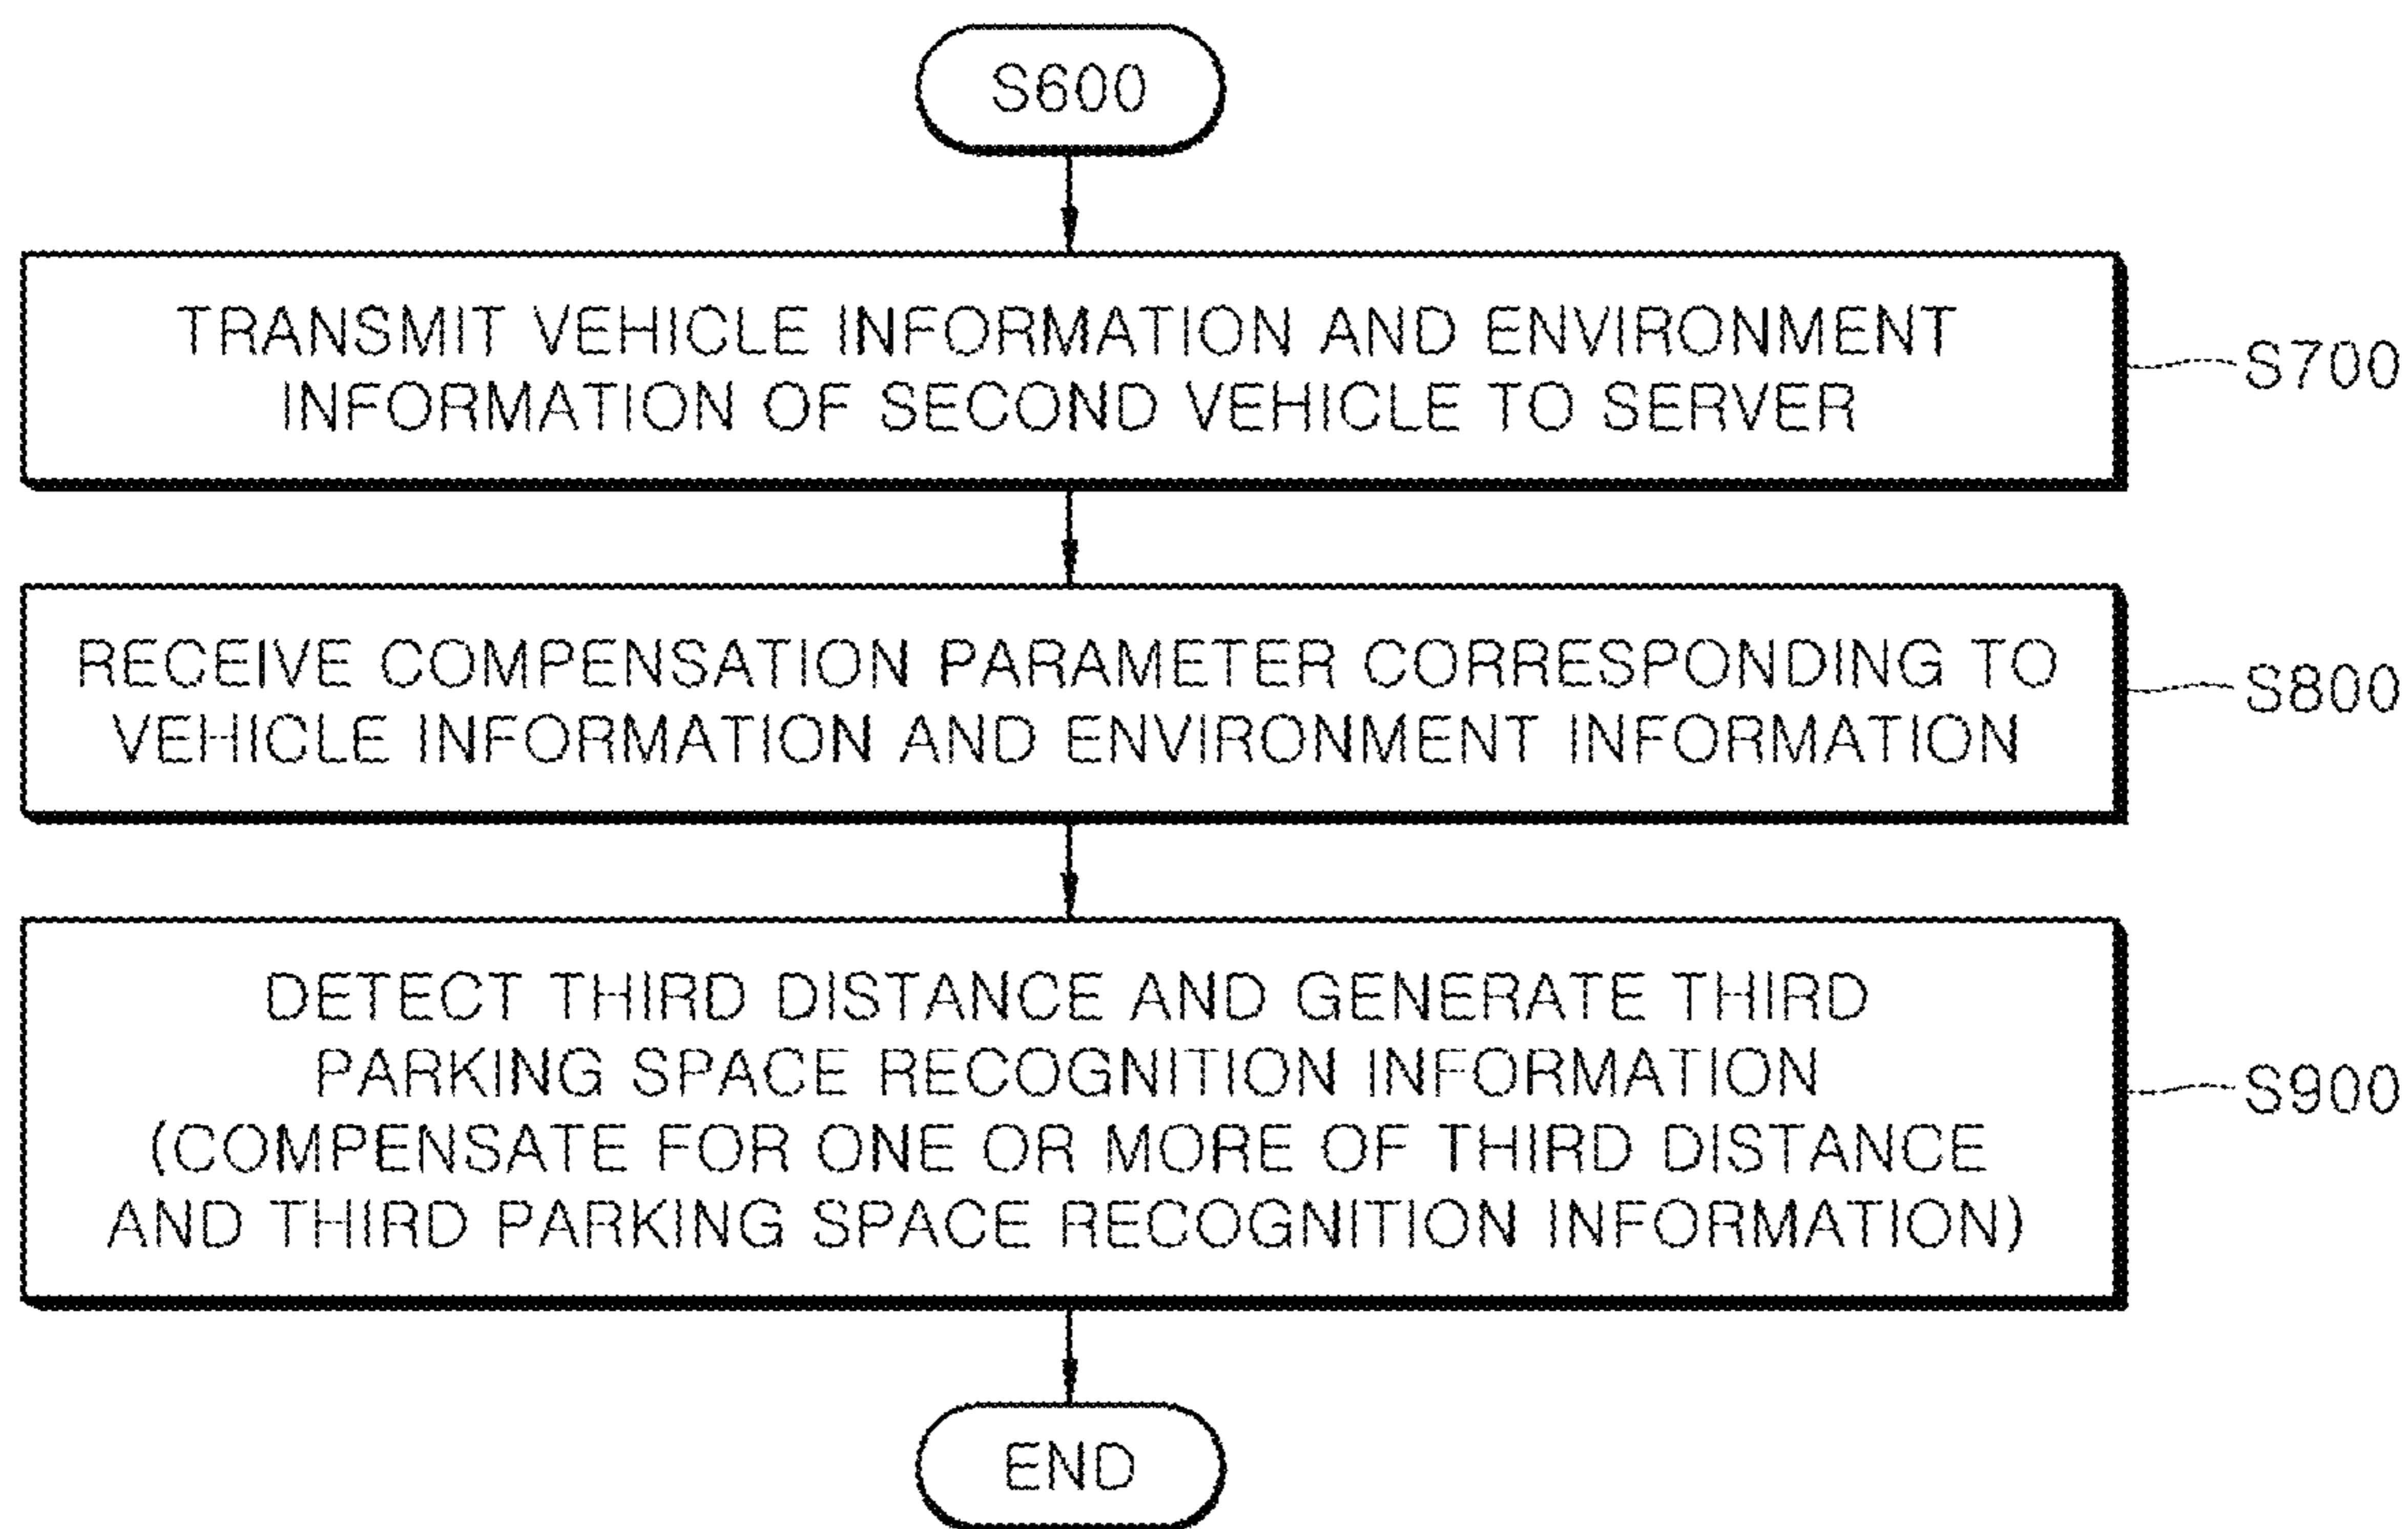 S600
TRANSMIT VEHICLE INFORMATION AND ENVIRONMENT
INFORMATION OF SECOND VEHICLE TO SERVER
S700
RECEIVE COMPENSATION PARAMETER CORRESPONDING TO
VEHICLE INFORMATION AND ENVIRONMENT INFORMATION
S800
DETECT THIRD DISTANCE AND GENERATE THIRD
PARKING SPACE RECOGNITION INFORMATION
(COMPENSATE FOR ONE OR MORE OF THIRD DISTANCE
AND THIRD PARKING SPACE RECOGNITION INFORMATION)
S900
END